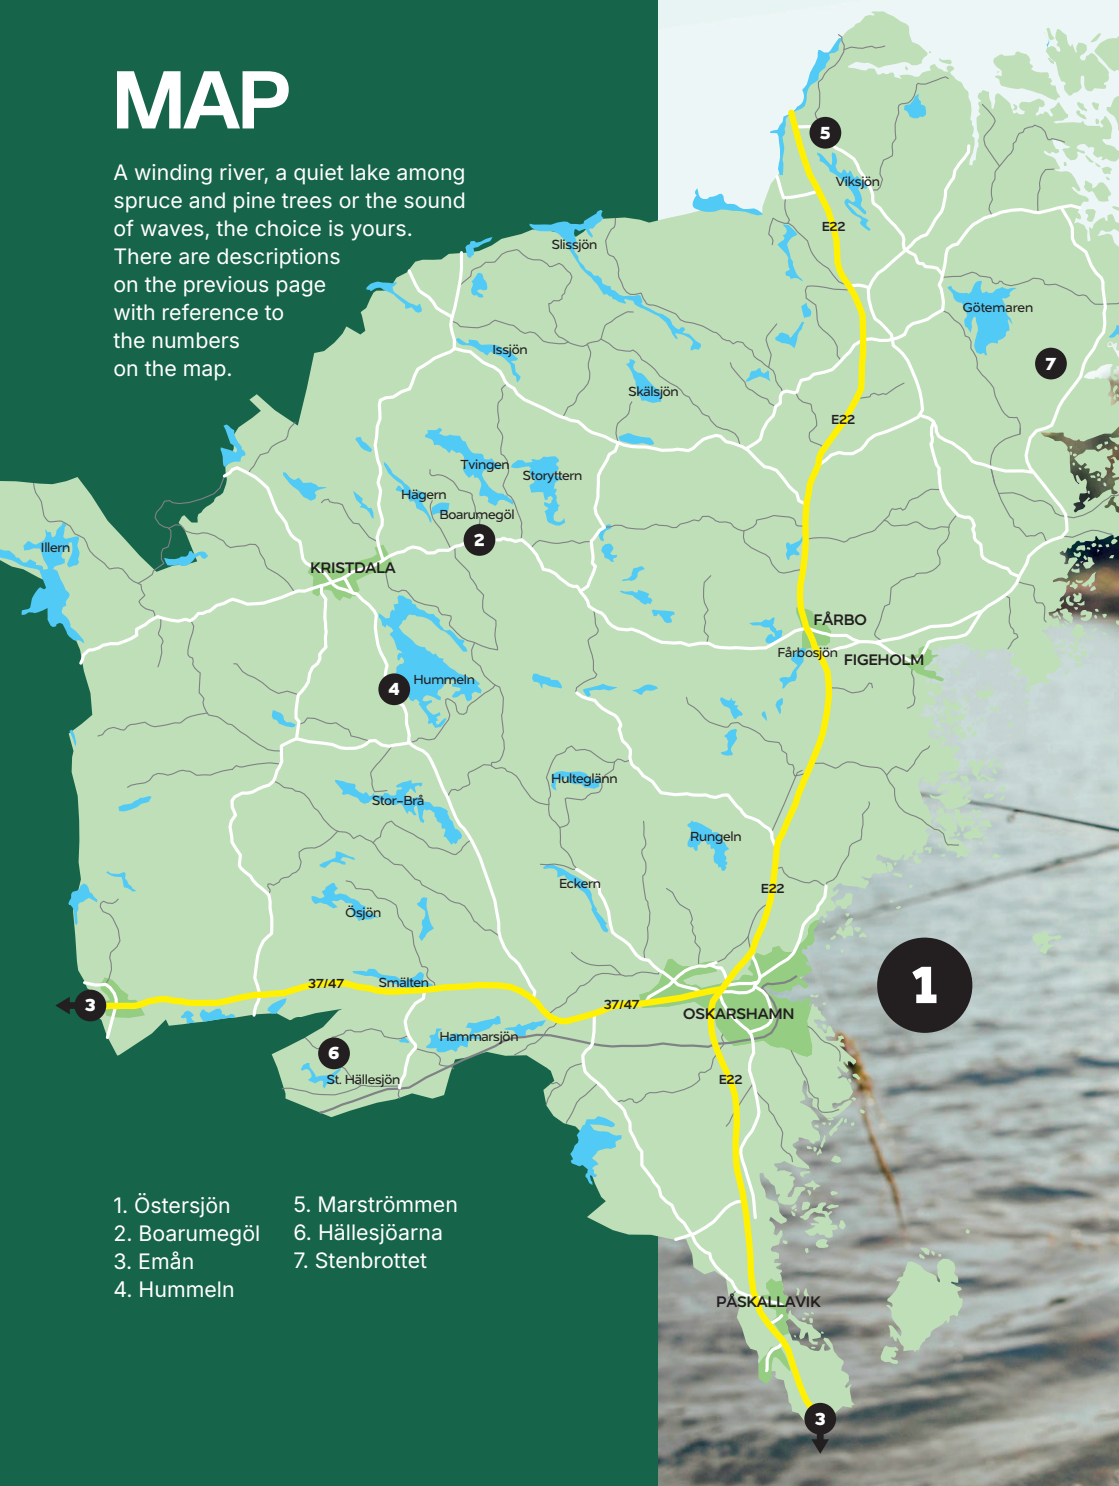 MAP
A winding river, a quiet lake among
spruce and pine trees or the sound
of waves, the choice is yours.
There are descriptions
on the previous page
with reference to
the numbers
on the map.
5
Viksjön
E22
Slissjön
Götemaren
Issjön
7
Skälsjön
E22
Tvingen
Storyttern
Hägern
Boarumegöl
2
Illern
KRISTDALA
FÅRBO
Fårbosjön
FIGEHOLM
4
Hummeln
Hulteglänn
Stor-Brå
Rungeln
Eckern
E22
Ösjön
37/47
Smälten
1
3
37/47
OSKARSHAMN
Hammarsjön
6
St. Hällesjön
E22
PÅSKALLAVIK
3
1. Östersjön
2. Boarumegöl
3. Emån
4. Hummeln
5. Marströmmen
6. Hällesjöarna
7. Stenbrottet